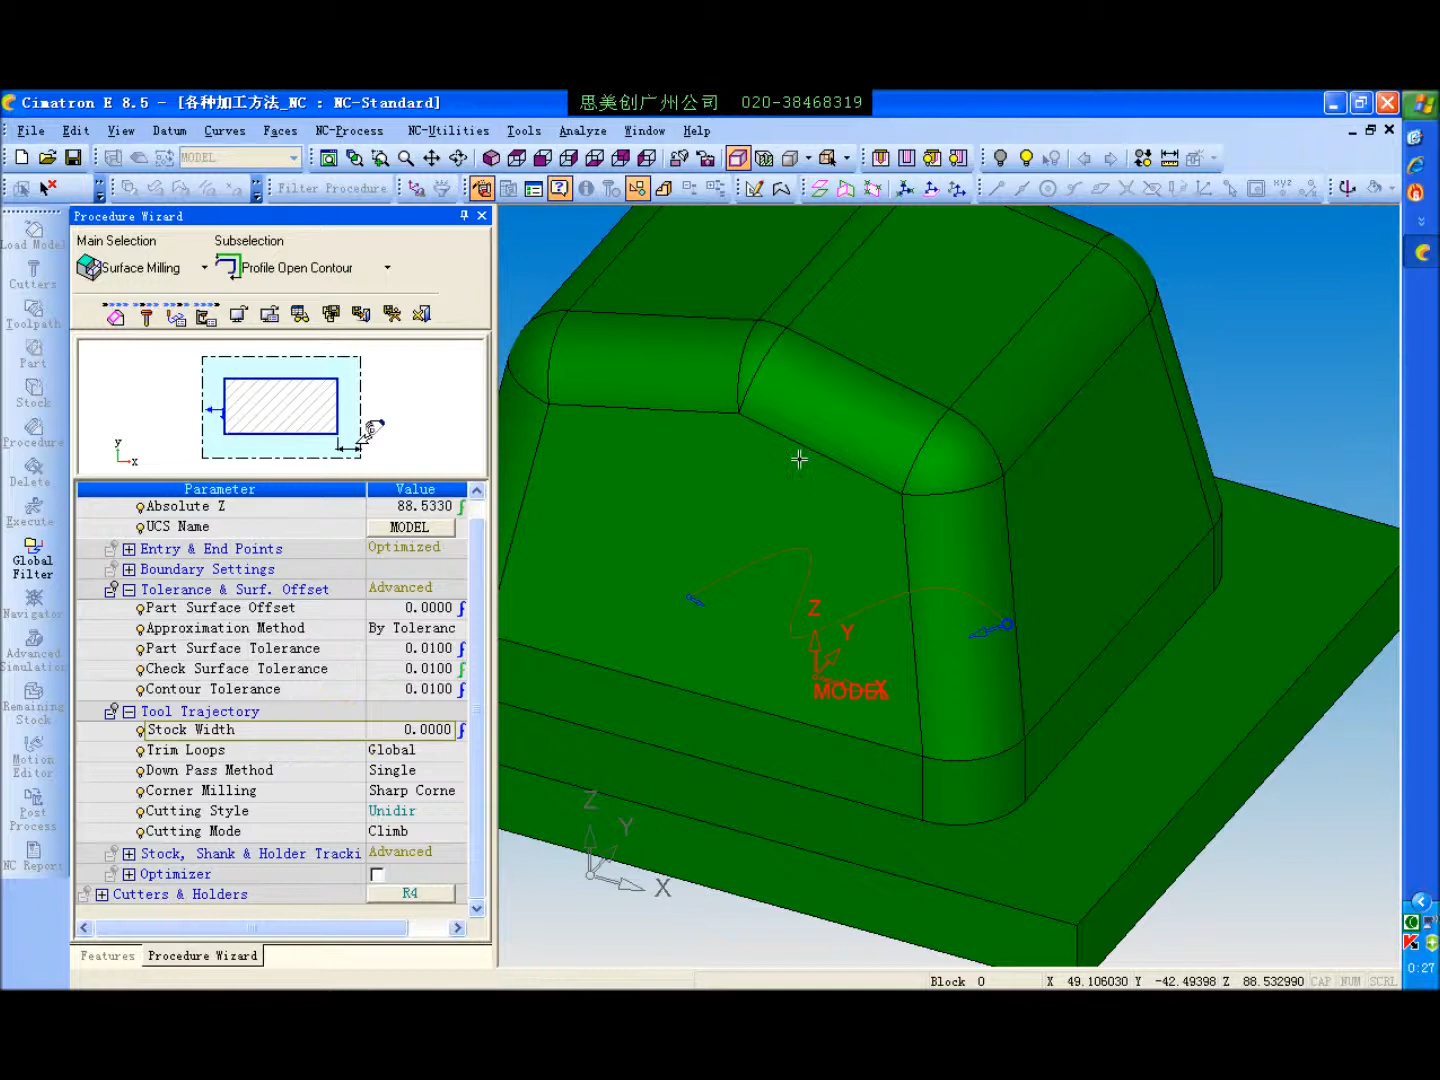 Cimatron E 8.5 - [各种加工方法_NC : NC-Standard]
思美创广州公司 020-38468319
File Edit View Datum Curves Faces NC-Process NC-Utilities Tools Analyze Window Help
MODEL
Filter Procedure
Procedure Wizard
Main Selection Subselection
Surface Milling Profile Open Contour
Load Model
Cutters
Toolpath
Part
Stock
Procedure
Delete
Execute
Global
Filter
Navigator
Advanced
Simulation
Remaining
Stock
Motion
Editor
Post
Process
NC Report
y
x
Parameter Value
Absolute Z 88.5330
UCS Name MODEL
Entry & End Points Optimized
Boundary Settings
Tolerance & Surf. Offset Advanced
Part Surface Offset 0.0000
Approximation Method By Toleranc
Part Surface Tolerance 0.0100
Check Surface Tolerance 0.0100
Contour Tolerance 0.0100
Tool Trajectory
Stock Width 0.0000
Trim Loops Global
Down Pass Method Single
Corner Milling Sharp Corne
Cutting Style Unidir
Cutting Mode Climb
Stock, Shank & Holder Tracki Advanced
Optimizer
Cutters & Holders R4
Features Procedure Wizard
Z
Y
X
MODEL
Z
Y
X
Block 0 X 49.106030 Y -42.49398 Z 88.532990 CAP NUM SCRL
0:27